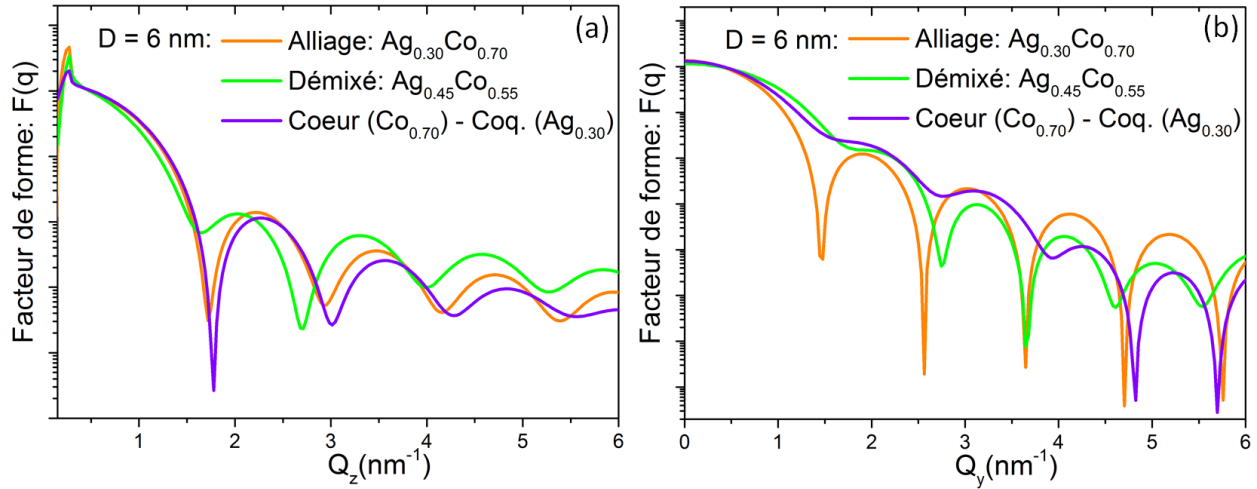 (a)
D = 6 nm:
Alliage: Ag0.30Co0.70
Démixé: Ag0.45Co0.55
Coeur (Co0.70) - Coq. (Ag0.30)
Facteur de forme: F(q)
1 2 3 4 5 6
Qz(nm-1)
(b)
D = 6 nm:
Alliage: Ag0.30Co0.70
Démixé: Ag0.45Co0.55
Coeur (Co0.70) - Coq. (Ag0.30)
Facteur de forme: F(q)
0 1 2 3 4 5 6
Qy(nm-1)